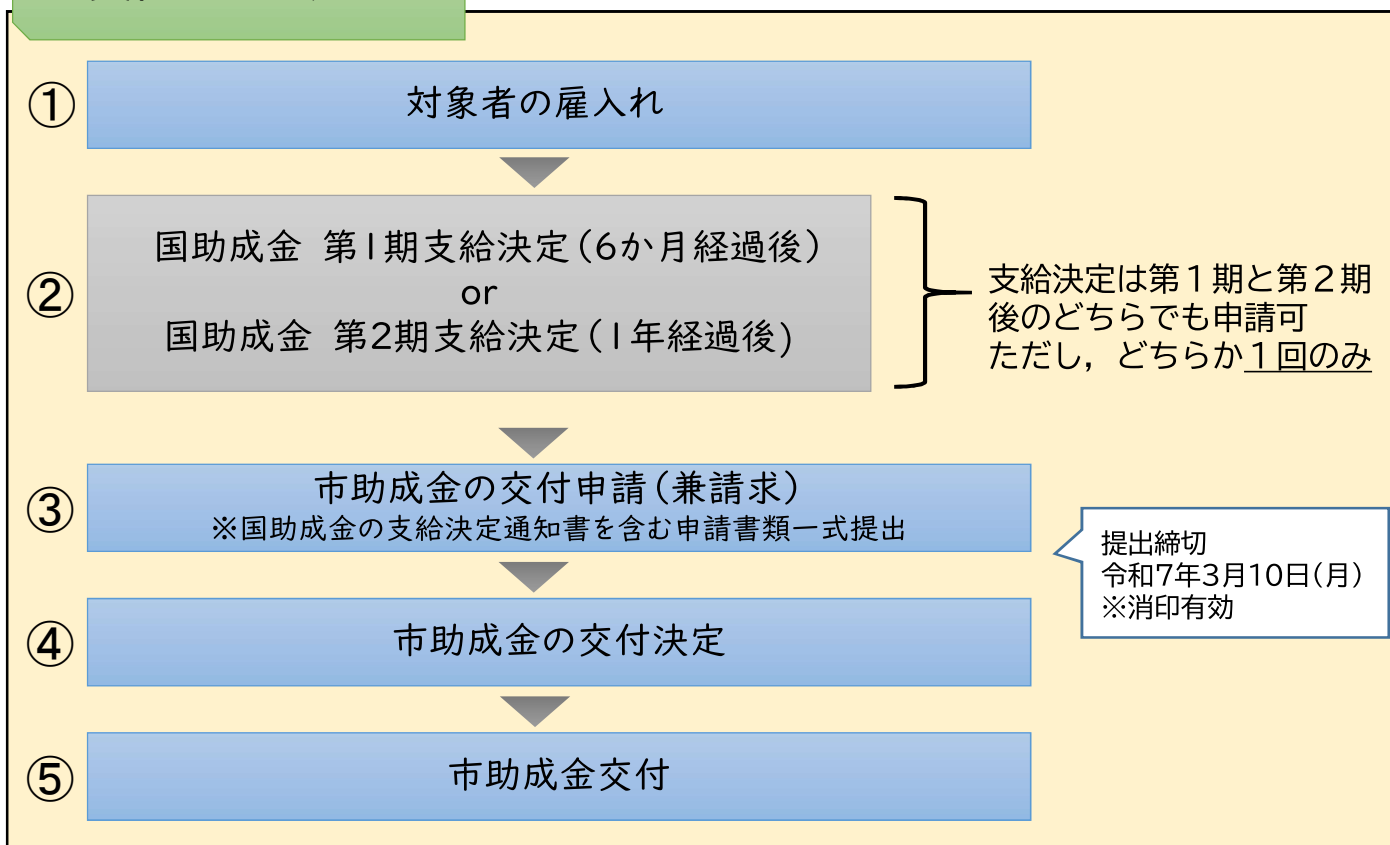 ①
対象者の雇入れ
②
国助成金 第1期支給決定(6か月経過後)
or
国助成金 第2期支給決定(1年経過後)
支給決定は第１期と第２期
後のどちらでも申請可
ただし，どちらか１回のみ
③
市助成金の交付申請(兼請求)
※国助成金の支給決定通知書を含む申請書類一式提出
提出締切
令和7年3月10日(月)
※消印有効
④
市助成金の交付決定
⑤
市助成金交付